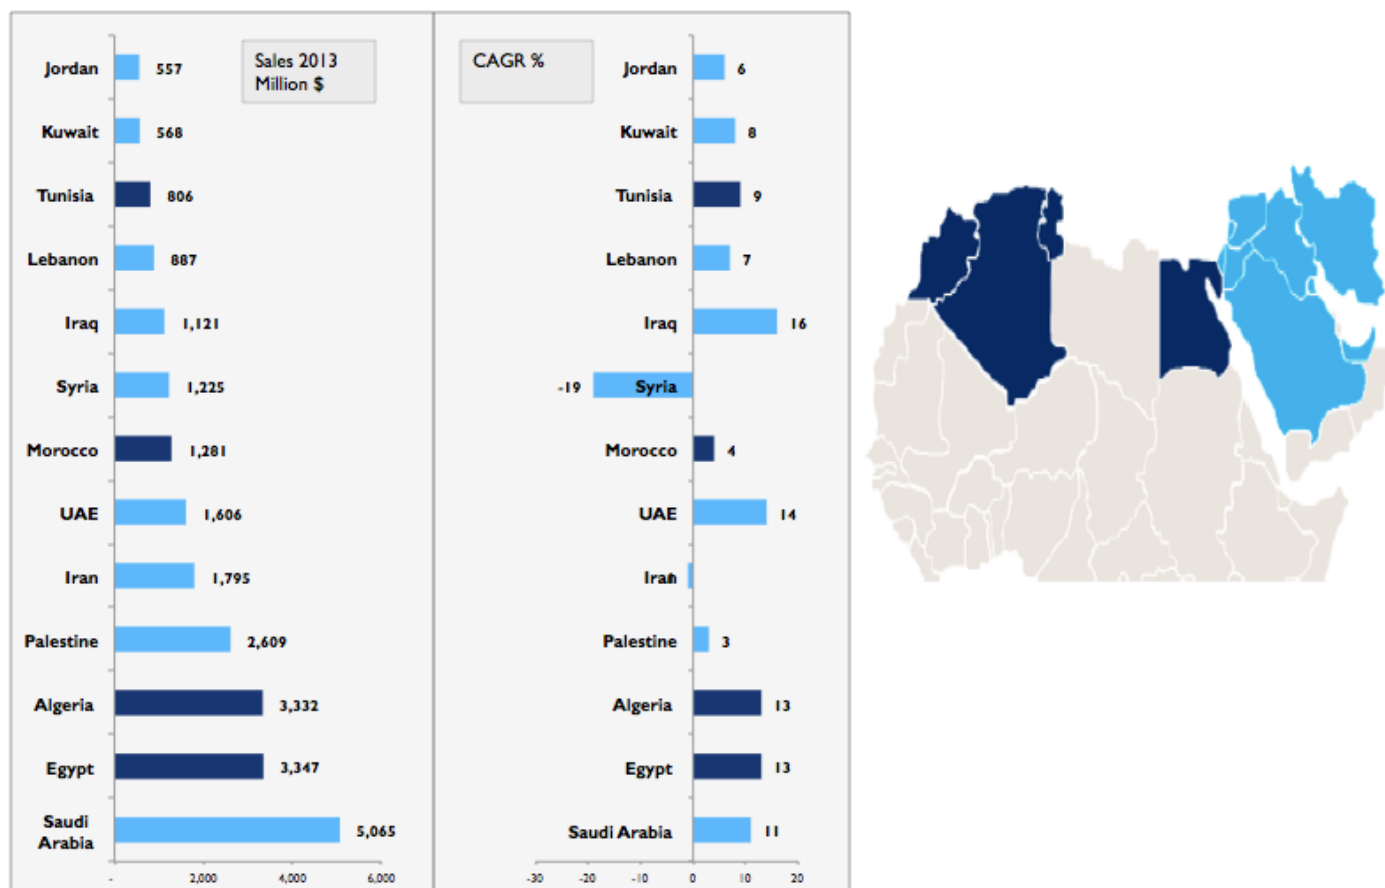 Sales 2013
Million $
Jordan 557
Kuwait 568
Tunisia 806
Lebanon 887
Iraq 1,121
Syria 1,225
Morocco 1,281
UAE 1,606
Iran 1,795
Palestine 2,609
Algeria 3,332
Egypt 3,347
Saudi
Arabia 5,065
- 2,000 4,000 6,000
CAGR %
Jordan 6
Kuwait 8
Tunisia 9
Lebanon 7
Iraq 16
-19 Syria
Morocco 4
UAE 14
Iran
Palestine 3
Algeria 13
Egypt 13
Saudi Arabia 11
-30 -20 -10 0 10 20